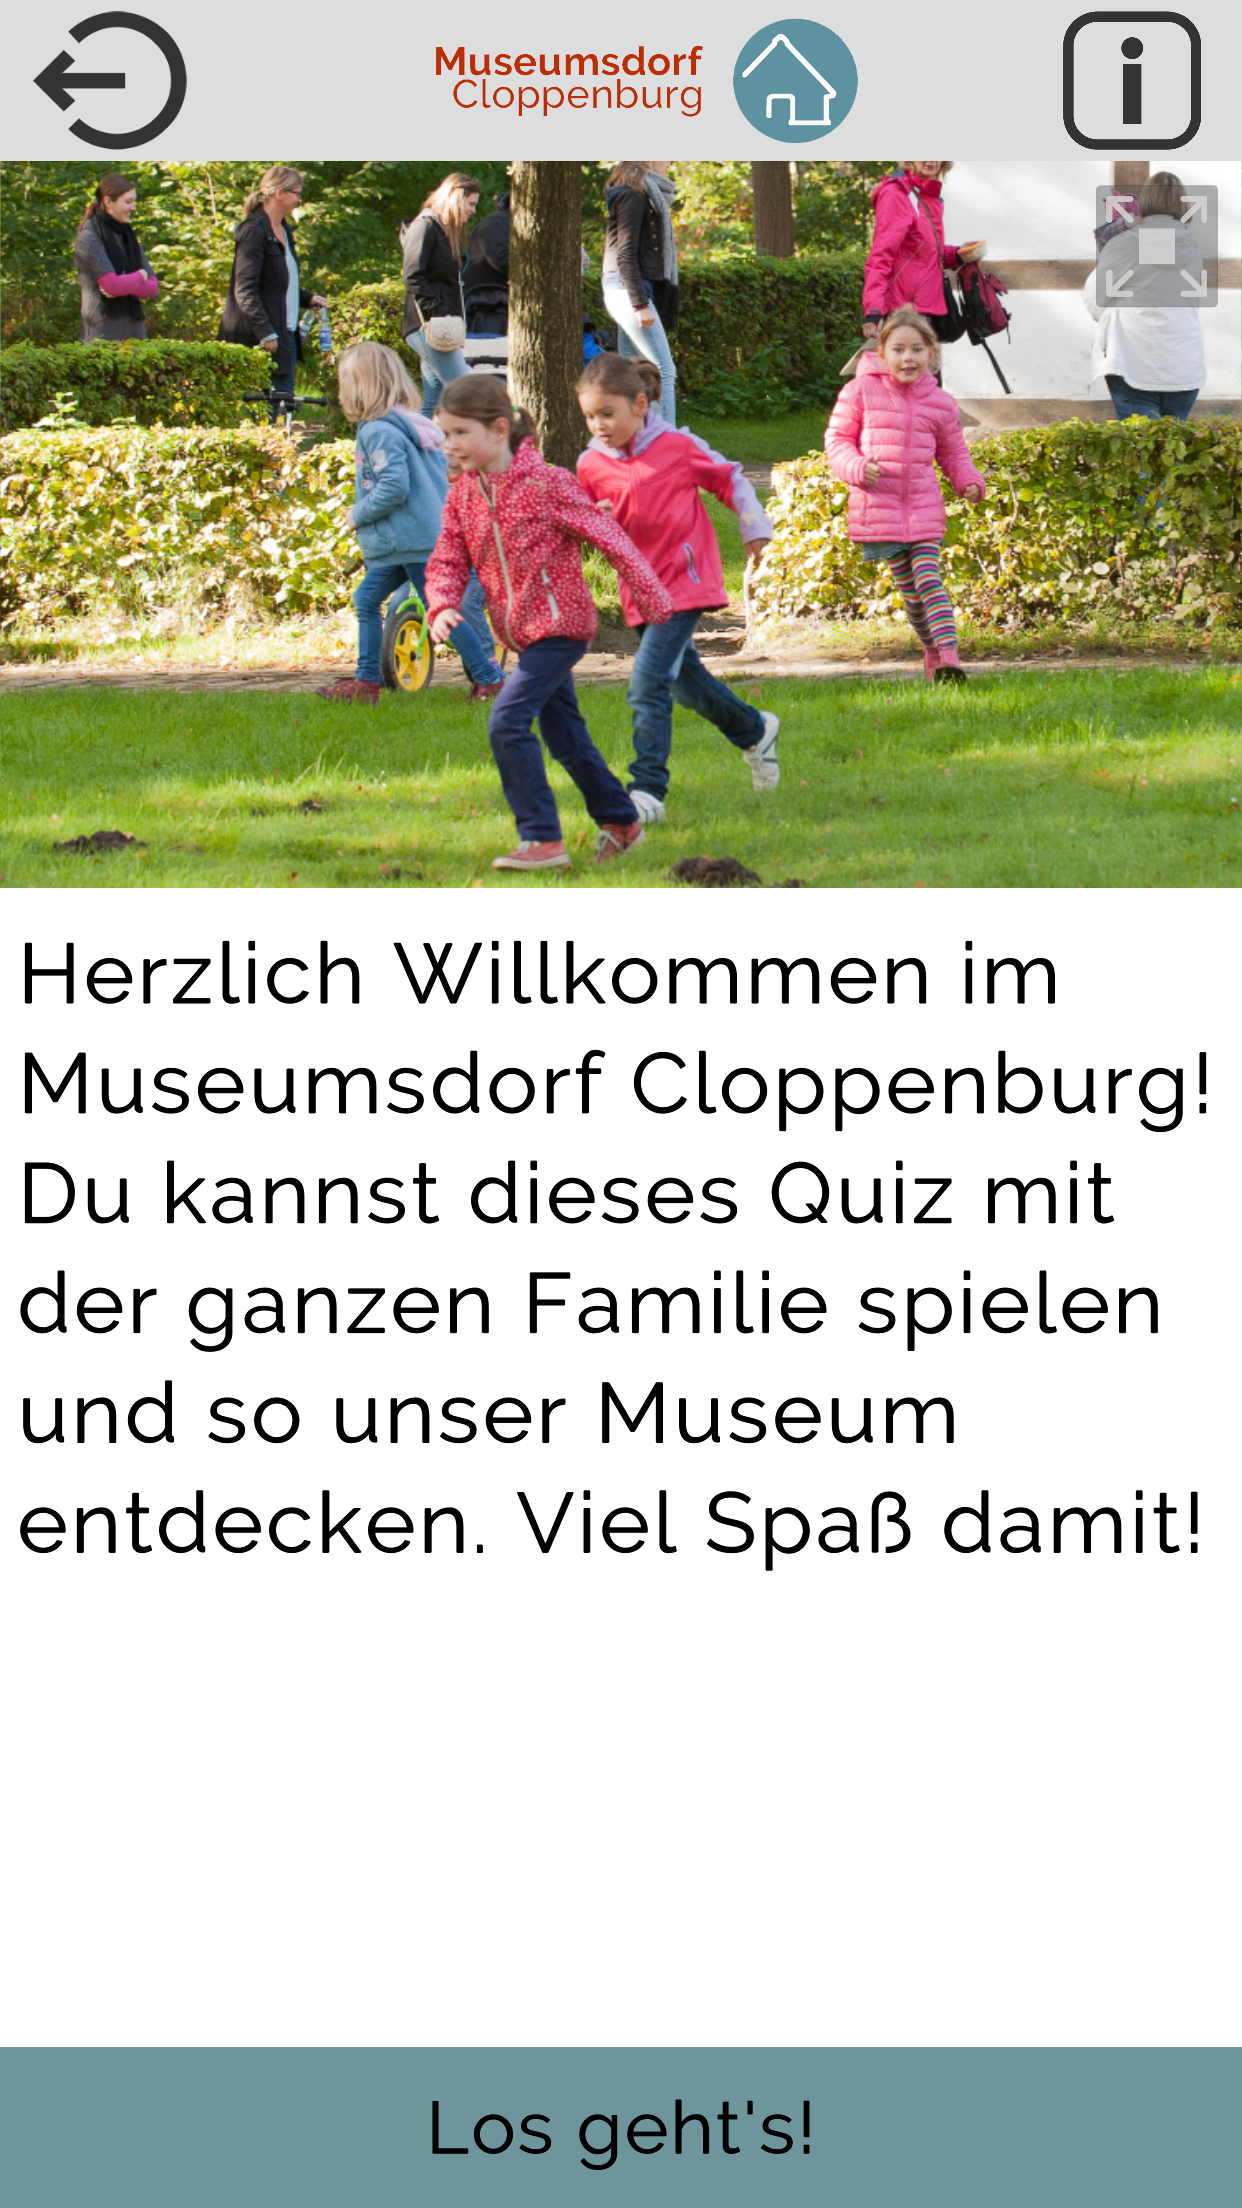 Museumsdorf
Cloppenburg
Herzlich Willkommen im
Museumsdorf Cloppenburg!
Du kannst dieses Quiz mit
der ganzen Familie spielen
und so unser Museum
entdecken. Viel Spaß damit!
Los geht's!